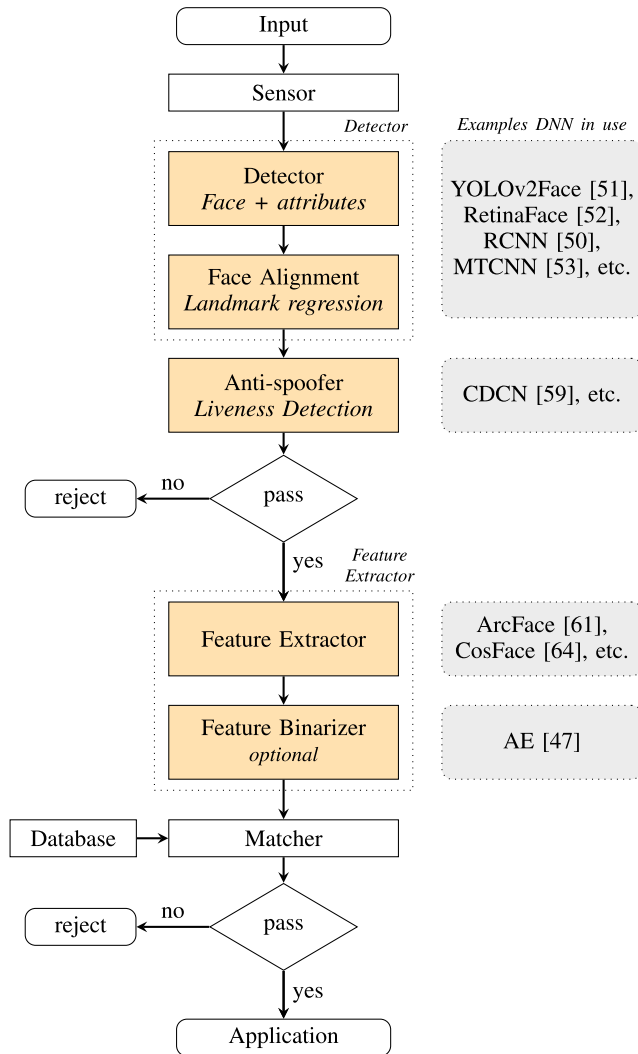 Input
Sensor
Detector
Examples DNN in use
Detector
Face + attributes
YOLOv2Face [51],
RetinaFace [52],
RCNN [50],
MTCNN [53], etc.
Face Alignment
Landmark regression
Anti-spoofer
Liveness Detection
CDCN [59], etc.
reject
no
pass
yes
Feature
Extractor
Feature Extractor
ArcFace [61],
CosFace [64], etc.
Feature Binarizer
optional
AE [47]
Database
Matcher
reject
no
pass
yes
Application